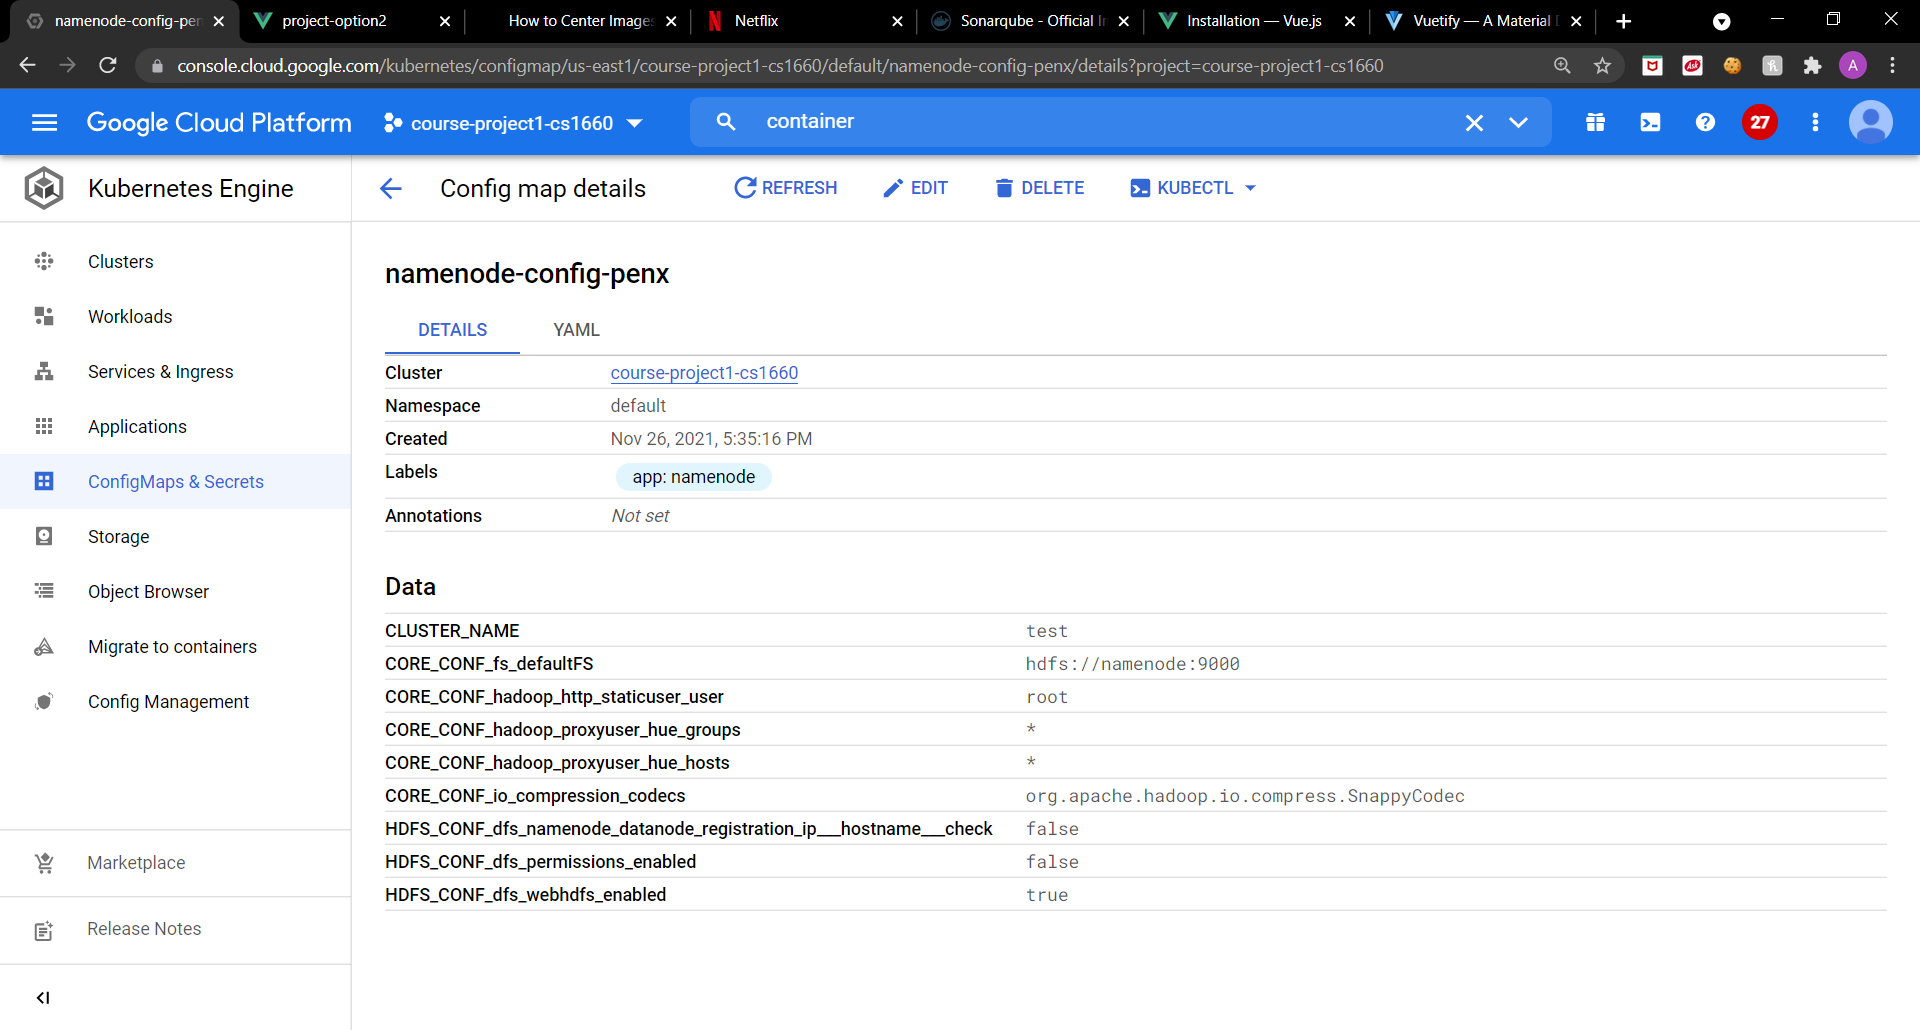 namenode-config-pen
project-option2
How to Center Images
Netflix
Sonarqube - Official I
Installation — Vue.js
Vuetify — A Material D
console.cloud.google.com/kubernetes/configmap/us-east1/course-project1-cs1660/default/namenode-config-penx/details?project=course-project1-cs1660
Ask
A
Google Cloud Platform
course-project1-cs1660
container
27
Kubernetes Engine
Config map details
REFRESH
EDIT
DELETE
KUBECTL
Clusters
Workloads
Services & Ingress
Applications
ConfigMaps & Secrets
Storage
Object Browser
Migrate to containers
Config Management
Marketplace
Release Notes
namenode-config-penx
DETAILS YAML
Cluster course-project1-cs1660
Namespace default
Created Nov 26, 2021, 5:35:16 PM
Labels app: namenode
Annotations Not set
Data
CLUSTER_NAME test
CORE_CONF_fs_defaultFS hdfs://namenode:9000
CORE_CONF_hadoop_http_staticuser_user root
CORE_CONF_hadoop_proxyuser_hue_groups *
CORE_CONF_hadoop_proxyuser_hue_hosts *
CORE_CONF_io_compression_codecs org.apache.hadoop.io.compress.SnappyCodec
HDFS_CONF_dfs_namenode_datanode_registration_ip___hostname___check false
HDFS_CONF_dfs_permissions_enabled false
HDFS_CONF_dfs_webhdfs_enabled true